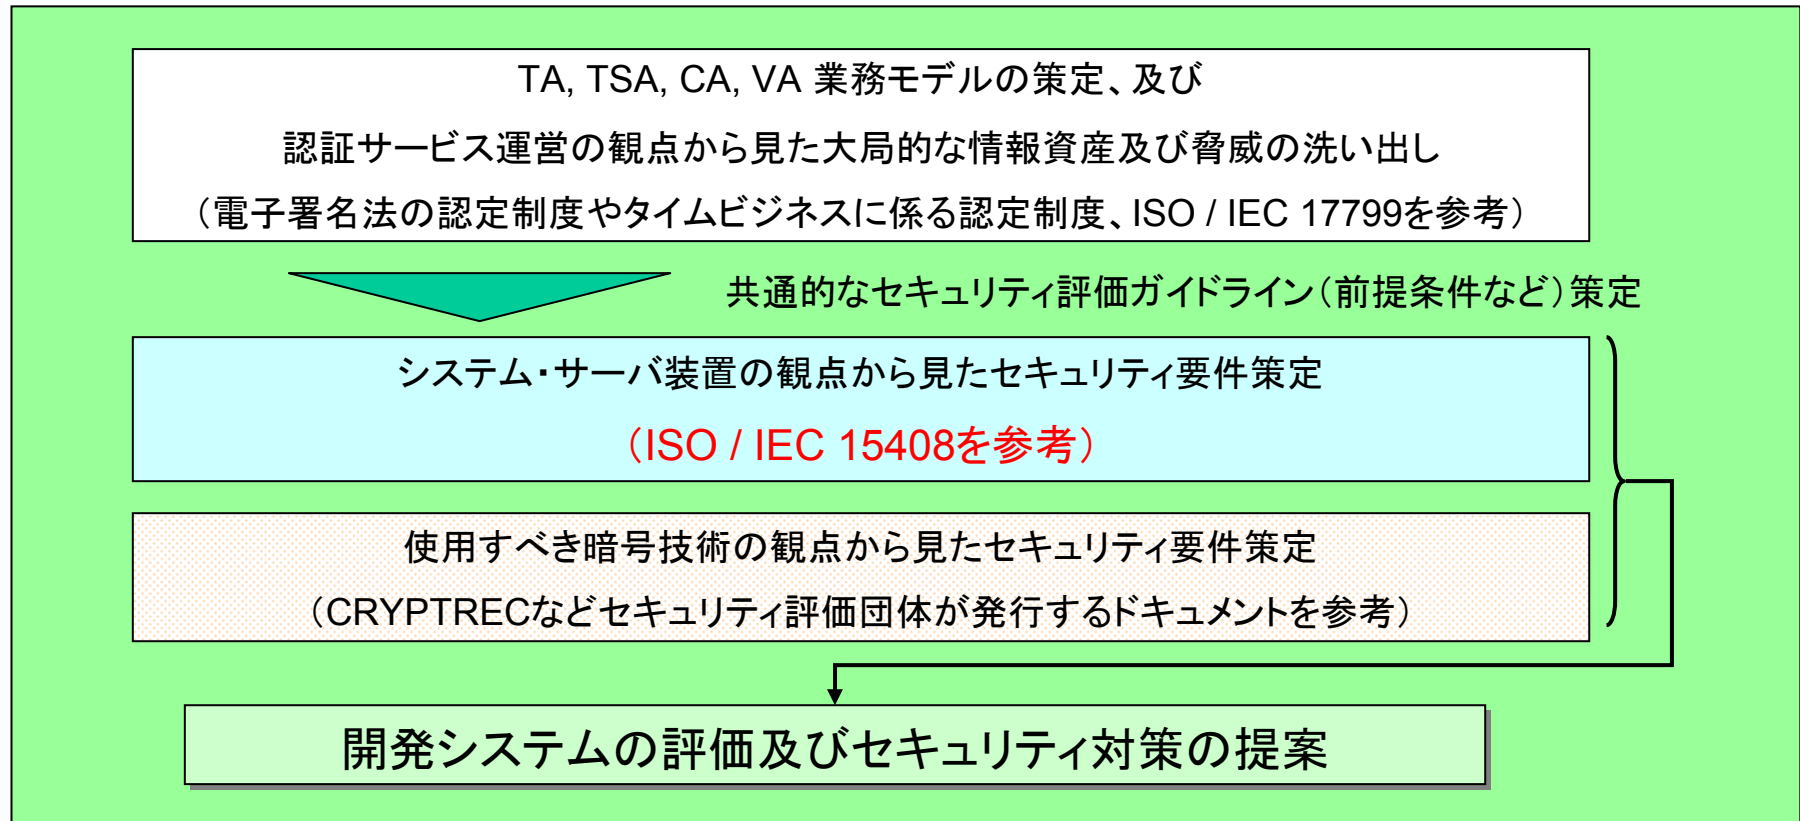 TA, TSA, CA, VA 業務モデルの策定、及び
認証サービス運営の観点から見た大局的な情報資産及び脅威の洗い出し
（電子署名法の認定制度やタイムビジネスに係る認定制度、ISO / IEC 17799を参考）
共通的なセキュリティ評価ガイドライン（前提条件など）策定
システム・サーバ装置の観点から見たセキュリティ要件策定
（ISO / IEC 15408を参考）
使用すべき暗号技術の観点から見たセキュリティ要件策定
（CRYPTRECなどセキュリティ評価団体が発行するドキュメントを参考）
開発システムの評価及びセキュリティ対策の提案